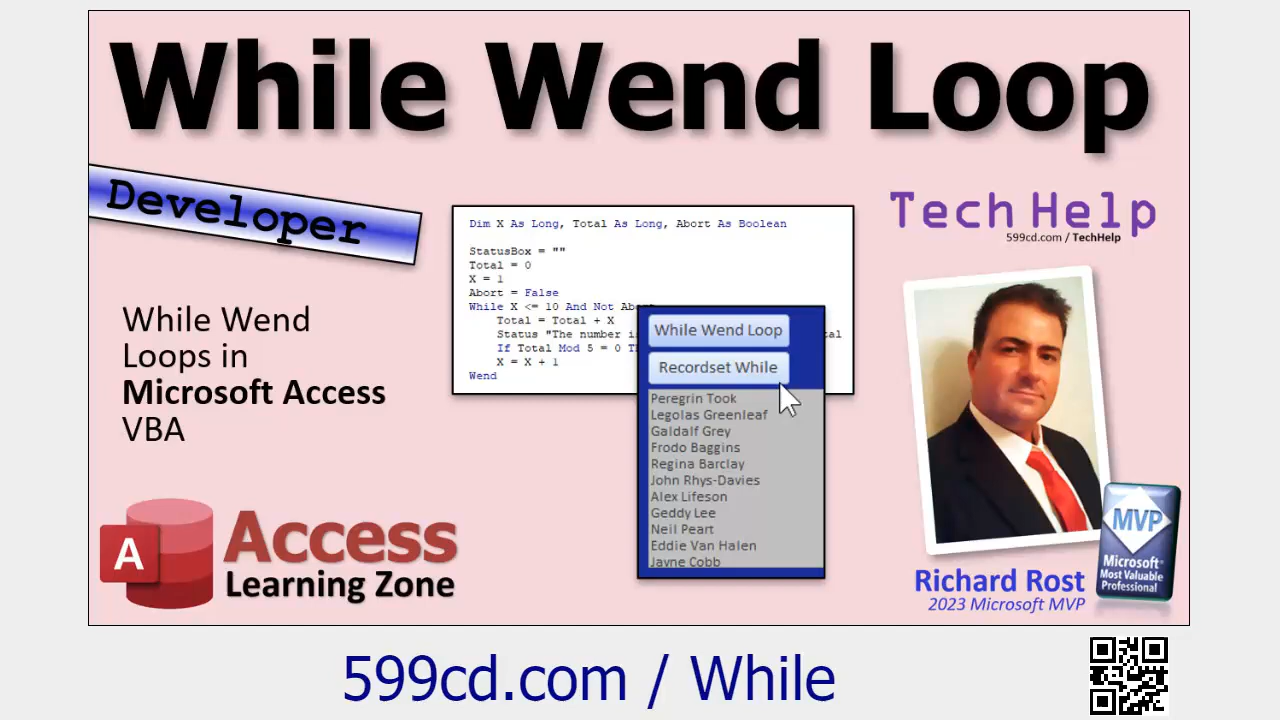 While Wend Loop
Developer
Tech Help
599cd.com / TechHelp
Dim X As Long, Total As Long, Abort As Boolean
StatusBox = ""
Total = 0
X = 1
Abort = False
While X <= 10 And Not
Total = Total + X
Status "The number
If Total Mod 5 = 0
X = X + 1
Wend
While Wend Loop
Recordset While
Peregrin Took
Legolas Greenleaf
Galdalf Grey
Frodo Baggins
Regina Barclay
John Rhys-Davies
Alex Lifeson
Geddy Lee
Neil Peart
Eddie Van Halen
Jayne Cobb
While Wend
Loops in
Microsoft Access
VBA
A
Access
Learning Zone
MVP
Microsoft®
Most Valuable
Professional
Richard Rost
2023 Microsoft MVP
599cd.com / While